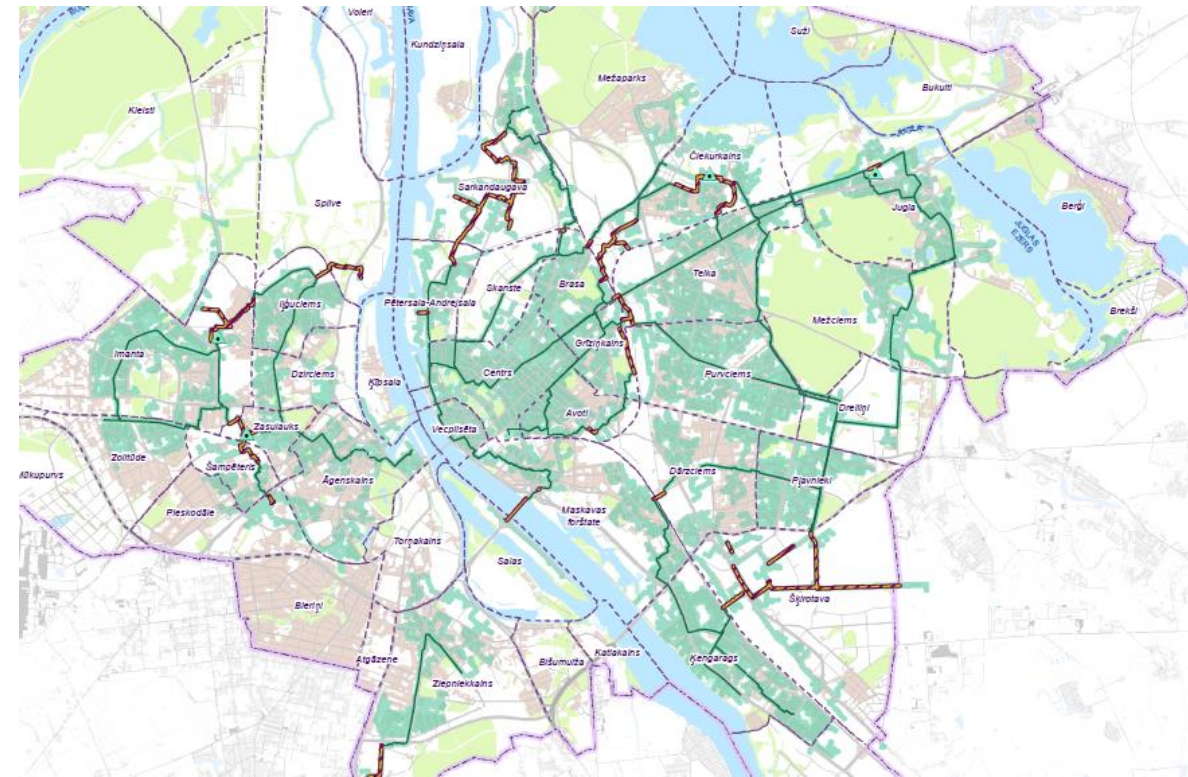 Voleri
Kundziņsala
Suži
Mežaparks
Bukulti
Kleisti
JUGLA
Čiekurkalns
Sarkandaugava
Jugla
Berģi
Spilve
JUGLAS
EZERS
Teika
Skanste
Brasa
Iļģuciems
Pētersala-Andrejsala
Mežciems
Brekši
Grīziņkalns
Imanta
Dzirciems
Ķīpsala
Centrs
Purvciems
Dreiliņi
Avoti
Zasulauks
Vecpilsēta
Zolitūde
Šampēteris
Āgenskalns
Dārzciems
Pļavnieki
Mūkupurvs
Pleskodāle
Maskavas
forštate
Torņakalns
Salas
Šķirotava
Bieriņi
Atgāzene
Bišumuiža
Katlakalns
Ķengarags
Ziepniekkalns